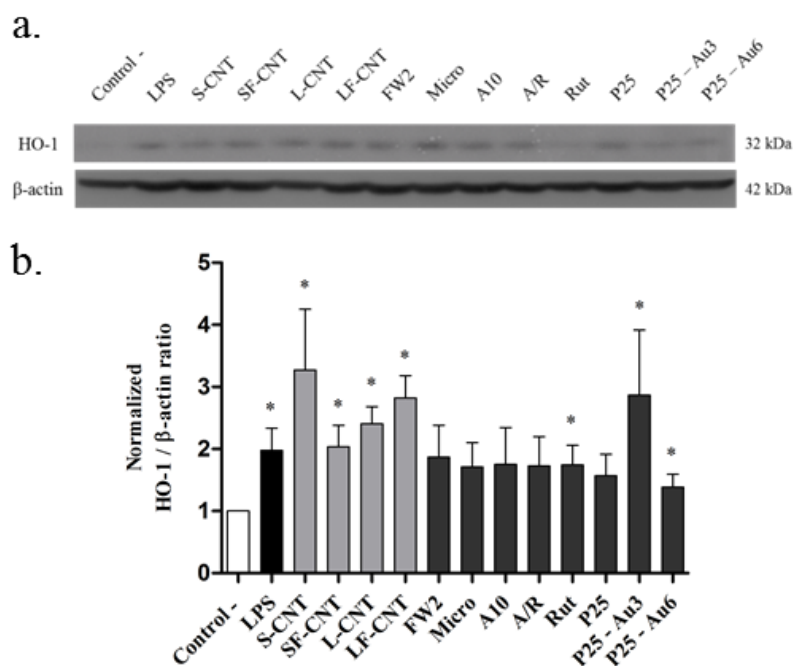 a.
Control - LPS S-CNT SF-CNT L-CNT LF-CNT FW2 Micro A10 A/R Rut P25 P25 – Au3 P25 – Au6
HO-1 32 kDa
β-actin 42 kDa
b.
Normalized
HO-1 / β-actin ratio
5
4
3
2
1
0
* * * * * * * *
Control - LPS S-CNT SF-CNT L-CNT LF-CNT FW2 Micro A10 A/R Rut P25 P25 - Au3 P25 - Au6